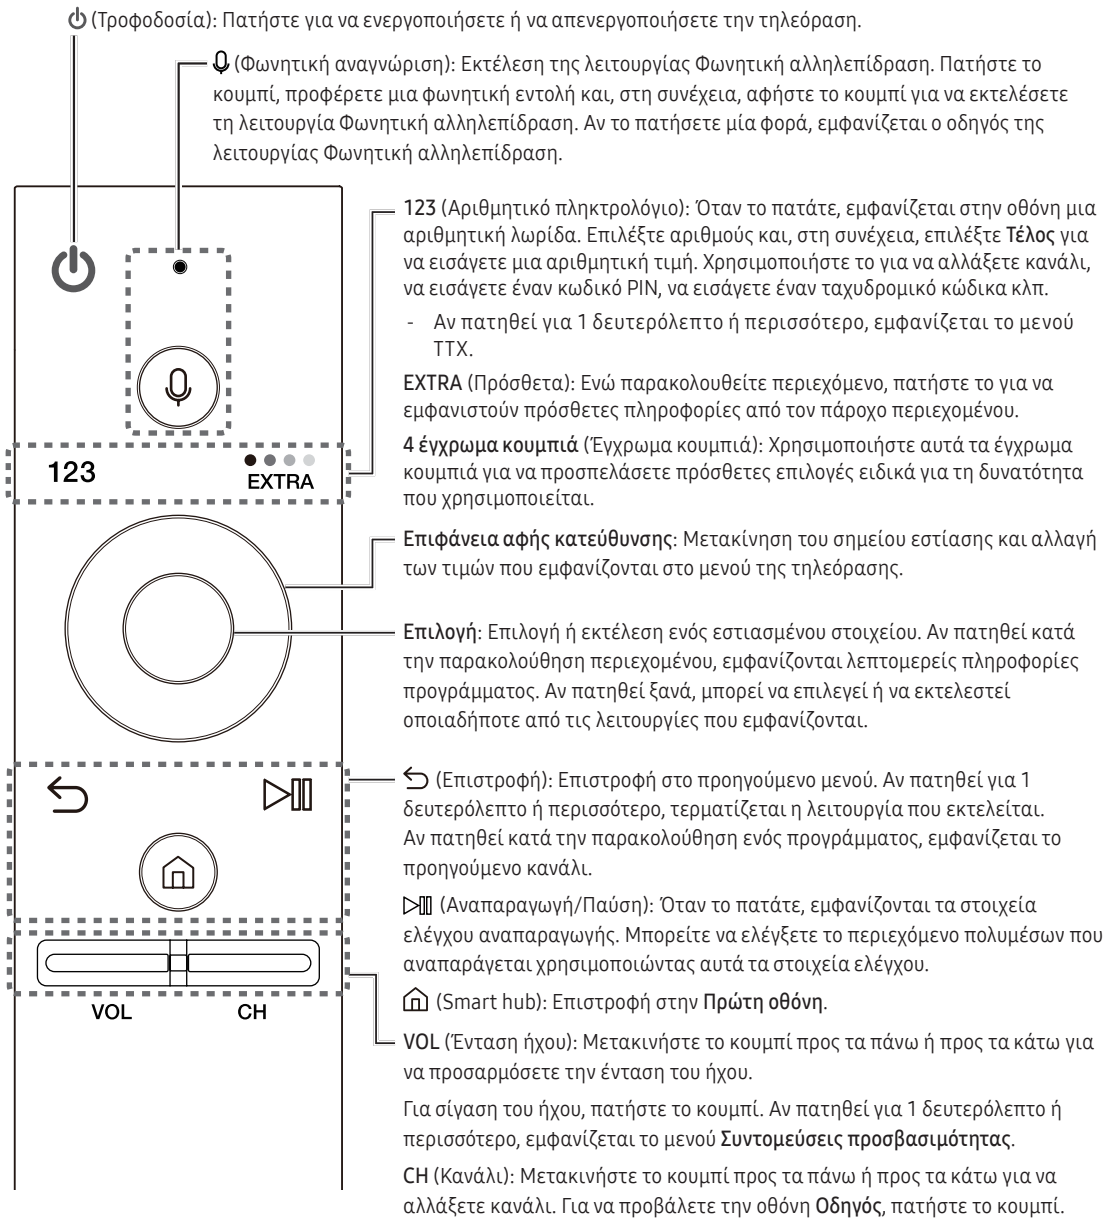 (Τροφοδοσία): Πατήστε για να ενεργοποιήσετε ή να απενεργοποιήσετε την τηλεόραση.
(Φωνητική αναγνώριση): Εκτέλεση της λειτουργίας Φωνητική αλληλεπίδραση. Πατήστε το
κουμπί, προφέρετε μια φωνητική εντολή και, στη συνέχεια, αφήστε το κουμπί για να εκτελέσετε
τη λειτουργία Φωνητική αλληλεπίδραση. Αν το πατήσετε μία φορά, εμφανίζεται ο οδηγός της
λειτουργίας Φωνητική αλληλεπίδραση.
123 (Αριθμητικό πληκτρολόγιο): Όταν το πατάτε, εμφανίζεται στην οθόνη μια
αριθμητική λωρίδα. Επιλέξτε αριθμούς και, στη συνέχεια, επιλέξτε Τέλος για
να εισάγετε μια αριθμητική τιμή. Χρησιμοποιήστε το για να αλλάξετε κανάλι,
να εισάγετε έναν κωδικό PIN, να εισάγετε έναν ταχυδρομικό κώδικα κλπ.
- Αν πατηθεί για 1 δευτερόλεπτο ή περισσότερο, εμφανίζεται το μενού
TTX.
EXTRA (Πρόσθετα): Ενώ παρακολουθείτε περιεχόμενο, πατήστε το για να
εμφανιστούν πρόσθετες πληροφορίες από τον πάροχο περιεχομένου.
4 έγχρωμα κουμπιά (Έγχρωμα κουμπιά): Χρησιμοποιήστε αυτά τα έγχρωμα
κουμπιά για να προσπελάσετε πρόσθετες επιλογές ειδικά για τη δυνατότητα
που χρησιμοποιείται.
123
EXTRA
Επιφάνεια αφής κατεύθυνσης: Μετακίνηση του σημείου εστίασης και αλλαγή
των τιμών που εμφανίζονται στο μενού της τηλεόρασης.
Επιλογή: Επιλογή ή εκτέλεση ενός εστιασμένου στοιχείου. Αν πατηθεί κατά
την παρακολούθηση περιεχομένου, εμφανίζονται λεπτομερείς πληροφορίες
προγράμματος. Αν πατηθεί ξανά, μπορεί να επιλεγεί ή να εκτελεστεί
οποιαδήποτε από τις λειτουργίες που εμφανίζονται.
(Επιστροφή): Επιστροφή στο προηγούμενο μενού. Αν πατηθεί για 1
δευτερόλεπτο ή περισσότερο, τερματίζεται η λειτουργία που εκτελείται.
Αν πατηθεί κατά την παρακολούθηση ενός προγράμματος, εμφανίζεται το
προηγούμενο κανάλι.
(Αναπαραγωγή/Παύση): Όταν το πατάτε, εμφανίζονται τα στοιχεία
ελέγχου αναπαραγωγής. Μπορείτε να ελέγξετε το περιεχόμενο πολυμέσων που
αναπαράγεται χρησιμοποιώντας αυτά τα στοιχεία ελέγχου.
(Smart hub): Επιστροφή στην Πρώτη οθόνη.
VOL
CH
VOL (Ένταση ήχου): Μετακινήστε το κουμπί προς τα πάνω ή προς τα κάτω για
να προσαρμόσετε την ένταση του ήχου.
Για σίγαση του ήχου, πατήστε το κουμπί. Αν πατηθεί για 1 δευτερόλεπτο ή
περισσότερο, εμφανίζεται το μενού Συντομεύσεις προσβασιμότητας.
CH (Κανάλι): Μετακινήστε το κουμπί προς τα πάνω ή προς τα κάτω για να
αλλάξετε κανάλι. Για να προβάλετε την οθόνη Οδηγός, πατήστε το κουμπί.